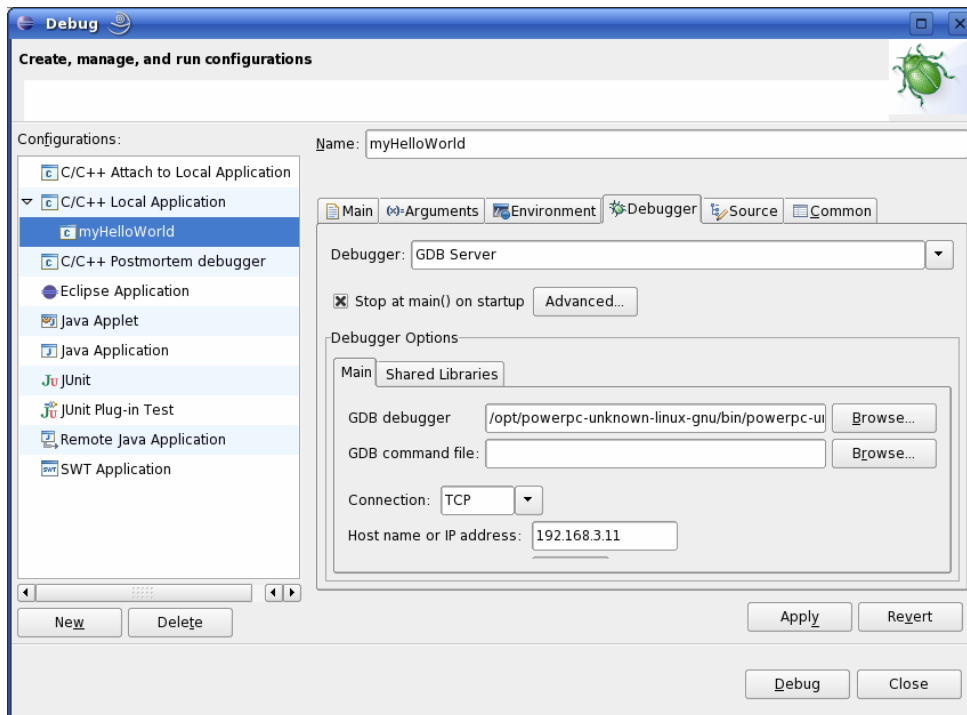 Debug
Create, manage, and run configurations
Configurations:
C/C++ Attach to Local Application
C/C++ Local Application
myHelloWorld
C/C++ Postmortem debugger
Eclipse Application
Java Applet
Java Application
JUnit
JUnit Plug-in Test
Remote Java Application
SWT Application
New Delete
Name: myHelloWorld
Main (x)=Arguments Environment Debugger Source Common
Debugger: GDB Server
Stop at main() on startup Advanced...
Debugger Options
Main Shared Libraries
GDB debugger /opt/powerpc-unknown-linux-gnu/bin/powerpc-u Browse...
GDB command file: Browse...
Connection: TCP
Host name or IP address: 192.168.3.11
Apply Revert
Debug Close